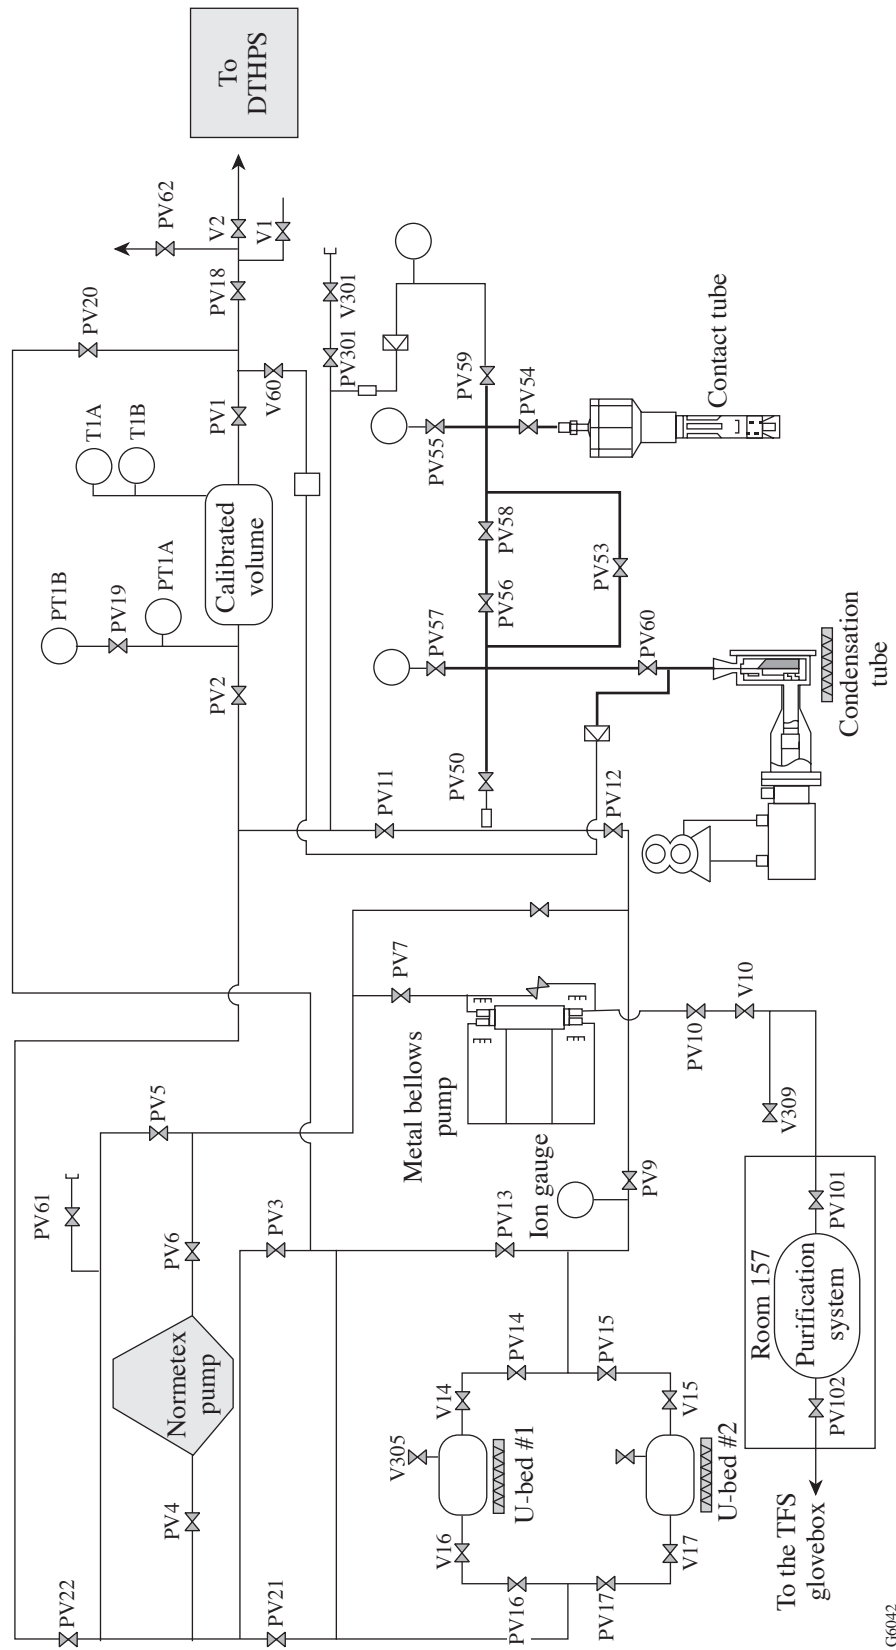 To
DTHPS
PV62
V2
V1
PV18
PV20
V301
PV301
PV1
V60
T1A
T1B
PV59
PV54
PV55
Contact tube
Calibrated
volume
PV58
PV53
PV56
PT1B
PV19
PT1A
PV2
PV57
PV60
Condensation
tube
PV50
PV11
PV12
PV7
Metal bellows
pump
PV10
V10
V309
PV5
PV61
PV6
PV3
PV13
Ion gauge
PV9
Normetex
pump
PV4
PV22
PV21
PV14
PV15
V14
V15
V305
U-bed #1
U-bed #2
V16
V17
PV16
PV17
Room 157
PV101
Purification
system
PV102
To the TFS
glovebox
G6042